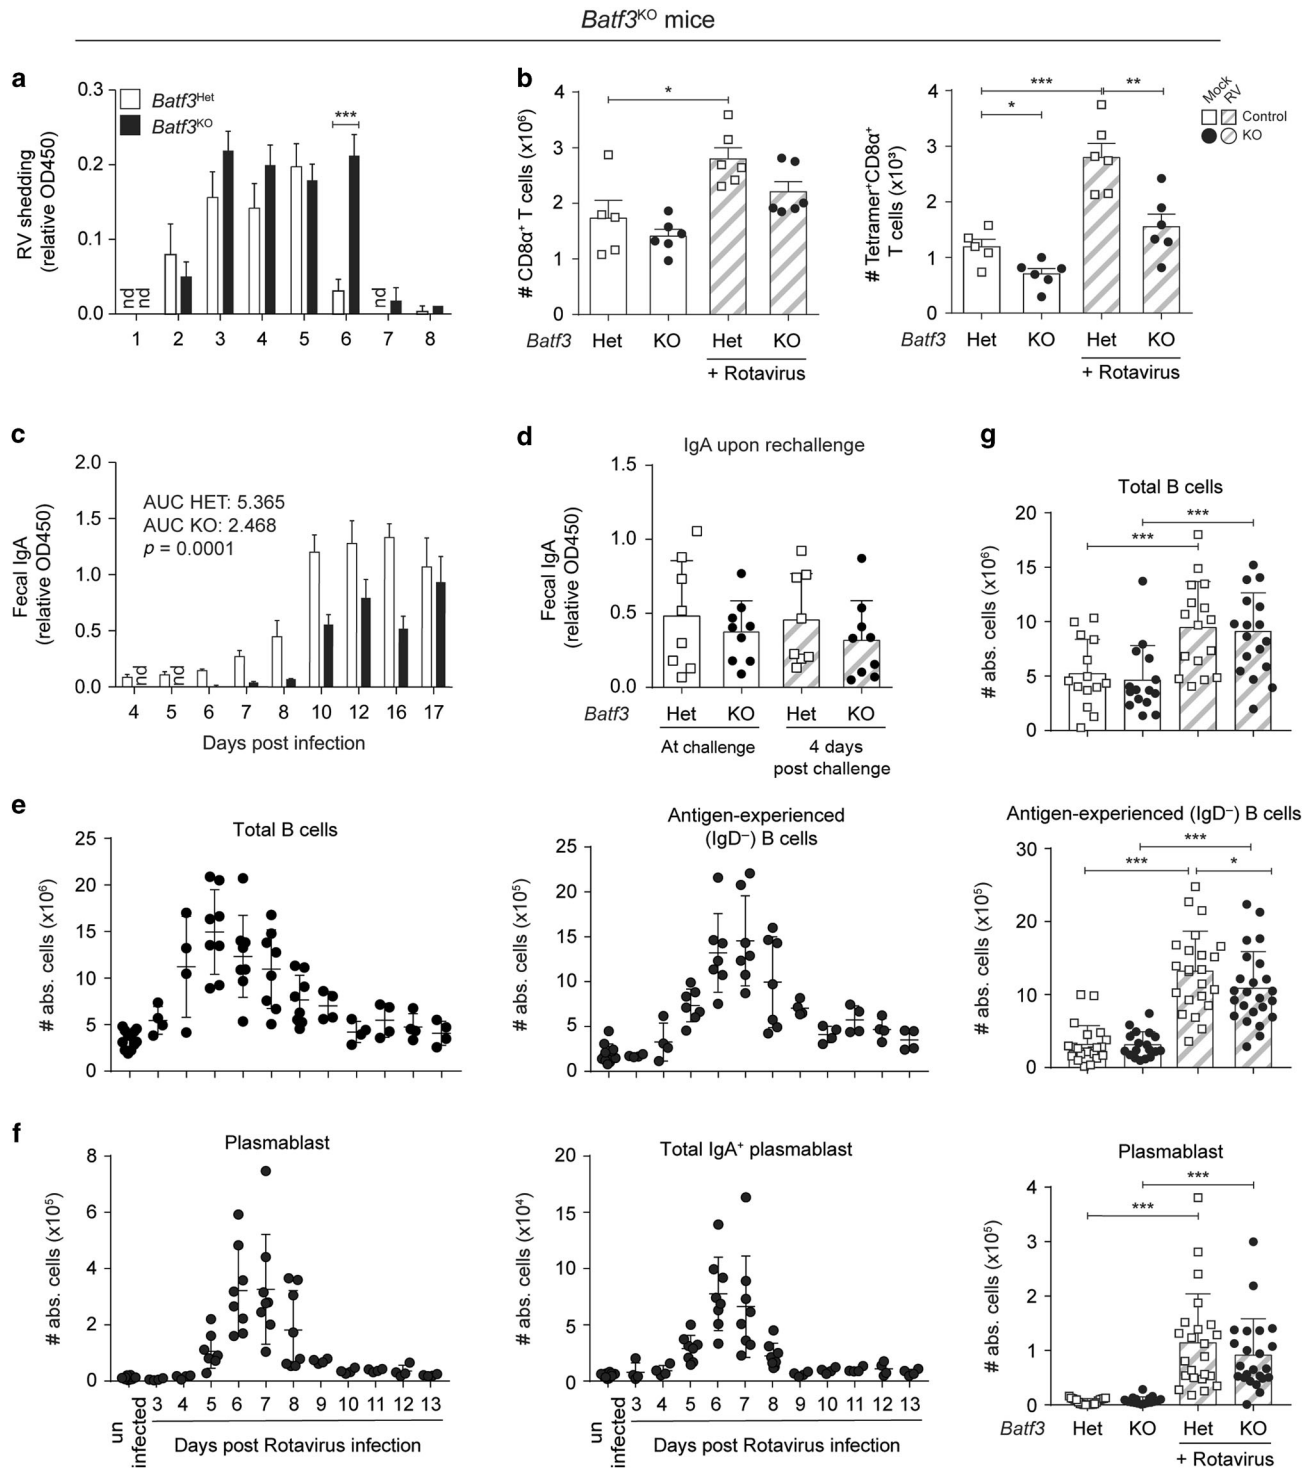 Batf3KO mice
a
0.3
0.2
0.1
0.0
RV shedding
(relative OD450)
Batf3Het
Batf3KO
***
nd
nd
nd
1 2 3 4 5 6 7 8
b
4
3
2
1
0
# CD8α+ T cells (x10⁶)
*
Batf3 Het KO Het KO
+ Rotavirus
4
3
2
1
0
# Tetramer+CD8α+
T cells (x10³)
*** **
*
Batf3 Het KO Het KO
+ Rotavirus
Mock
RV
Control
KO
c
2.0
1.5
1.0
0.5
0.0
Fecal IgA
(relative OD450)
AUC HET: 5.365
AUC KO: 2.468
p = 0.0001
nd
nd
4 5 6 7 8 10 12 16 17
Days post infection
d
IgA upon rechallenge
1.5
1.0
0.5
0.0
Fecal IgA
(relative OD450)
Batf3 Het KO Het KO
At challenge
4 days
post challenge
g
Total B cells
20
15
10
5
0
# abs. cells (x10⁶)
***
***
Antigen-experienced (IgD–) B cells
30
20
10
0
# abs. cells (x10⁵)
***
*** *
Plasmablast
4
3
2
1
0
# abs. cells (x10⁵)
***
***
Batf3 Het KO Het KO
+ Rotavirus
e
Total B cells
25
20
15
10
5
0
# abs. cells (x10⁶)
Antigen-experienced
(IgD–) B cells
25
20
15
10
5
0
# abs. cells (x10⁵)
f
Plasmablast
8
6
4
2
0
# abs. cells (x10⁵)
un
infected
3 4 5 6 7 8 9 10 11 12 13
Days post Rotavirus infection
Total IgA+ plasmablast
20
15
10
5
0
# abs. cells (x10⁴)
un
infected
3 4 5 6 7 8 9 10 11 12 13
Days post Rotavirus infection